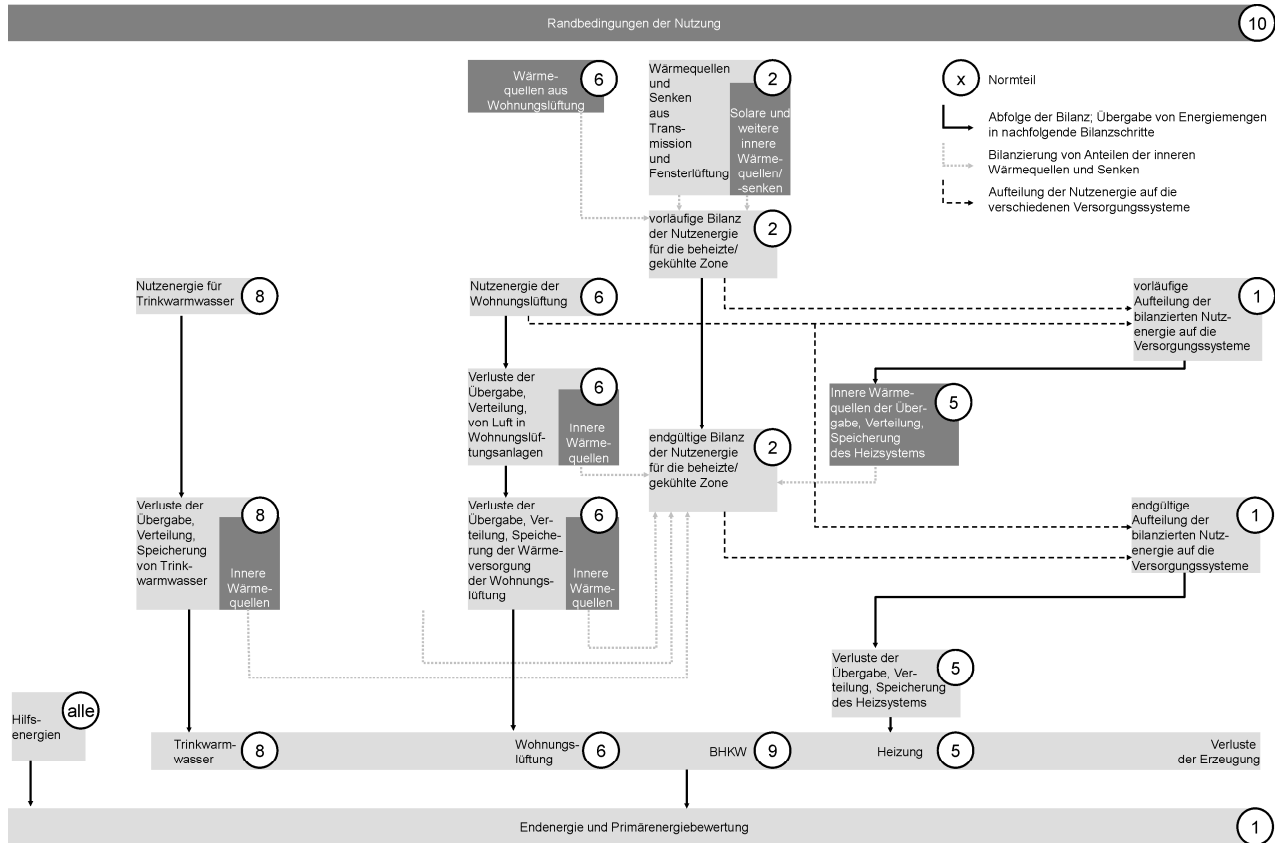 Randbedingungen der Nutzung
10
Wärme-
quellen aus
Wohnungslüftung
6
Wärmequellen
und
Senken
aus
Trans-
mission
und
Fensterlüftung
2
Solare und
weitere
innere
Wärme-
quellen/
-senken
x
Normteil
Abfolge der Bilanz; Übergabe von Energiemengen
in nachfolgende Bilanzschritte
Bilanzierung von Anteilen der inneren
Wärmequellen und Senken
Aufteilung der Nutzenergie auf die
verschiedenen Versorgungssysteme
vorläufige Bilanz
der Nutzenergie
für die beheizte/
gekühlte Zone
2
Nutzenergie für
Trinkwarmwasser
8
Nutzenergie der
Wohnungslüftung
6
vorläufige
Aufteilung der
bilanzierten Nutz-
energie auf die
Versorgungssysteme
1
Verluste der
Übergabe,
Verteilung,
von Luft in
Wohnungslüf-
tungsanlagen
6
Innere
Wärme-
quellen
Innere Wärme-
quellen der Über-
gabe, Verteilung,
Speicherung
des Heizsystems
5
endgültige Bilanz
der Nutzenergie
für die beheizte/
gekühlte Zone
2
Verluste der
Übergabe,
Verteilung,
Speicherung
von Trink-
warmwasser
8
Innere
Wärme-
quellen
Verluste der
Übergabe, Ver-
teilung, Speiche-
rung der Wärme-
versorgung
der Wohnungs-
lüftung
6
Innere
Wärme-
quellen
endgültige
Aufteilung der
bilanzierten Nutz-
energie auf die
Versorgungssysteme
1
Verluste der
Übergabe, Ver-
teilung, Speicherung
des Heizsystems
5
Hilfs-
energien
alle
Trinkwarm-
wasser
8
Wohnungs-
lüftung
6
BHKW
9
Heizung
5
Verluste
der Erzeugung
Endenergie und Primärenergiebewertung
1